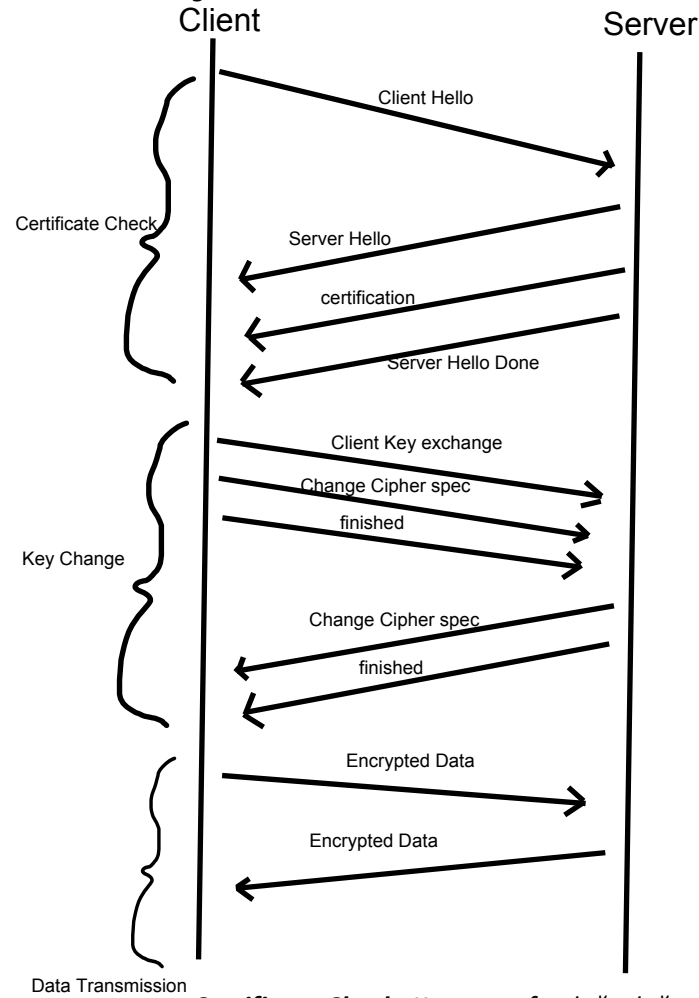 Client
Server
Client Hello
Certificate Check
Server Hello
certification
Server Hello Done
Client Key exchange
Change Cipher spec
finished
Key Change
Change Cipher spec
finished
Encrypted Data
Encrypted Data
Data Transmission